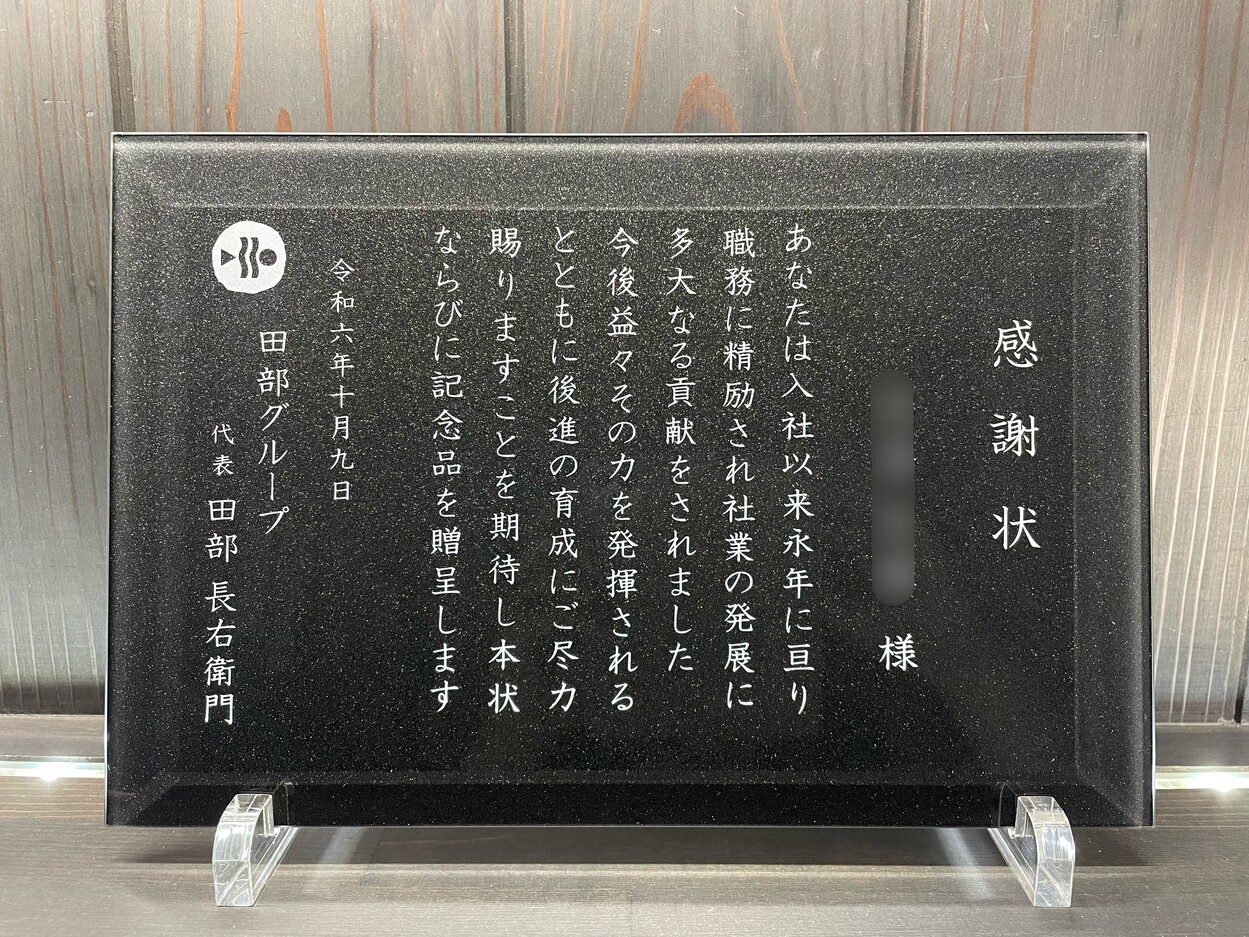 感謝状
様
あなたは入社以来永年に亘り
職務に精励され社業の発展に
多大なる貢献をされました
今後益々その力を発揮される
とともに後進の育成にご尽力
賜りますことを期待し本状
ならびに記念品を贈呈します
令和六年十月九日
田部グループ
代表 田部 長右衛門